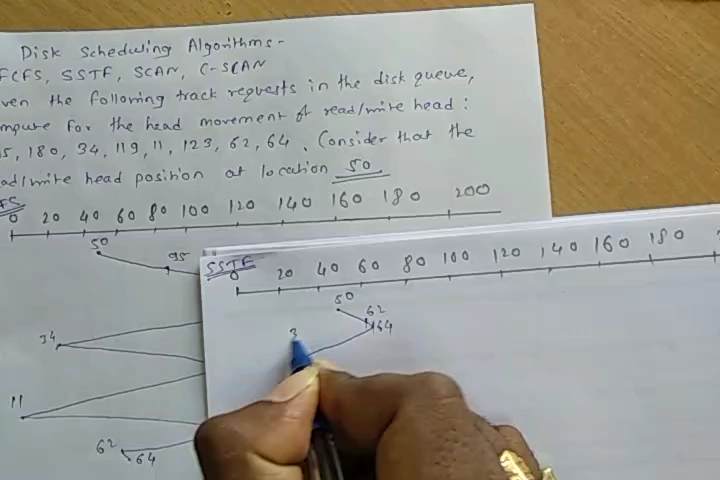 Disk Scheduling Algorithms-
FCFS, SSTF, SCAN, C-SCAN
ven the following track requests in the disk queue,
mpute for the head movement of read/write head :
5, 180, 34, 119, 11, 123, 62, 64. Consider that the
ad/write head position at location 50.
FS
0 20 40 60 80 100 120 140 160 180 200
50
95
34
11
62
64
SSTF
0 20 40 60 80 100 120 140 160 180
50
62
64
3